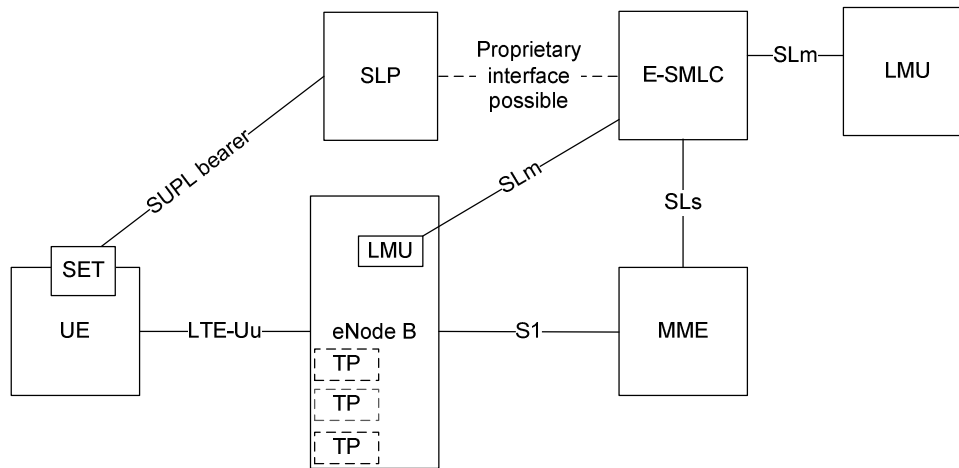 SLP
Proprietary
interface
possible
E-SMLC
SLm
LMU
SUPL bearer
SLm
SLs
LMU
SET
UE
LTE-Uu
eNode B
S1
MME
TP
TP
TP